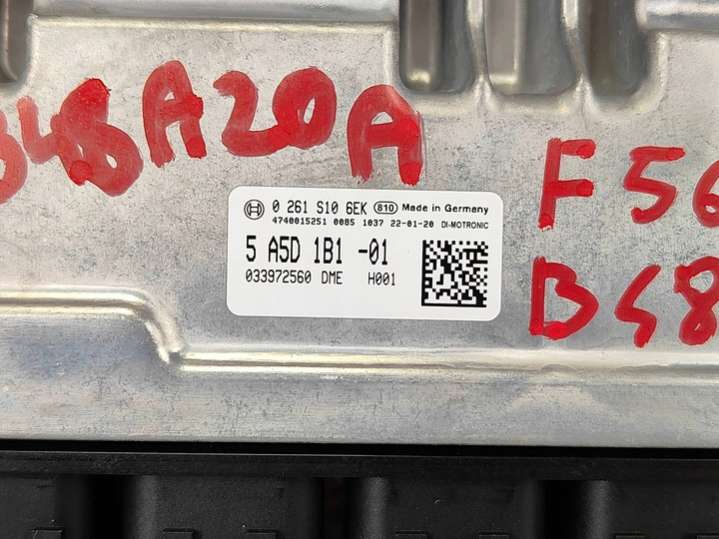 B48A20A
0 261 S10 6EK 810 Made in Germany
4740015251 0085 1037 22-01-20 DI-MOTRONIC
5 A5D 1B1 -01
033972560 DME H001
F56
B48